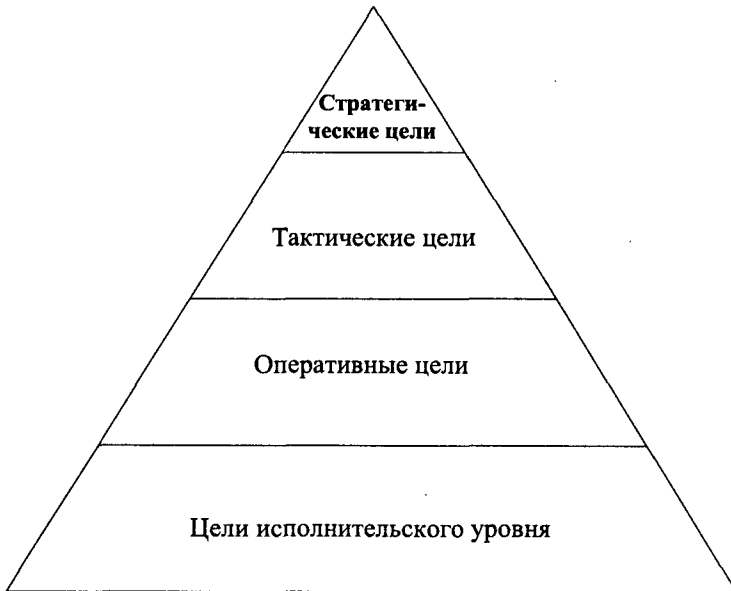 Стратеги-
ческие цели
Тактические цели
Оперативные цели
Цели исполнительского уровня